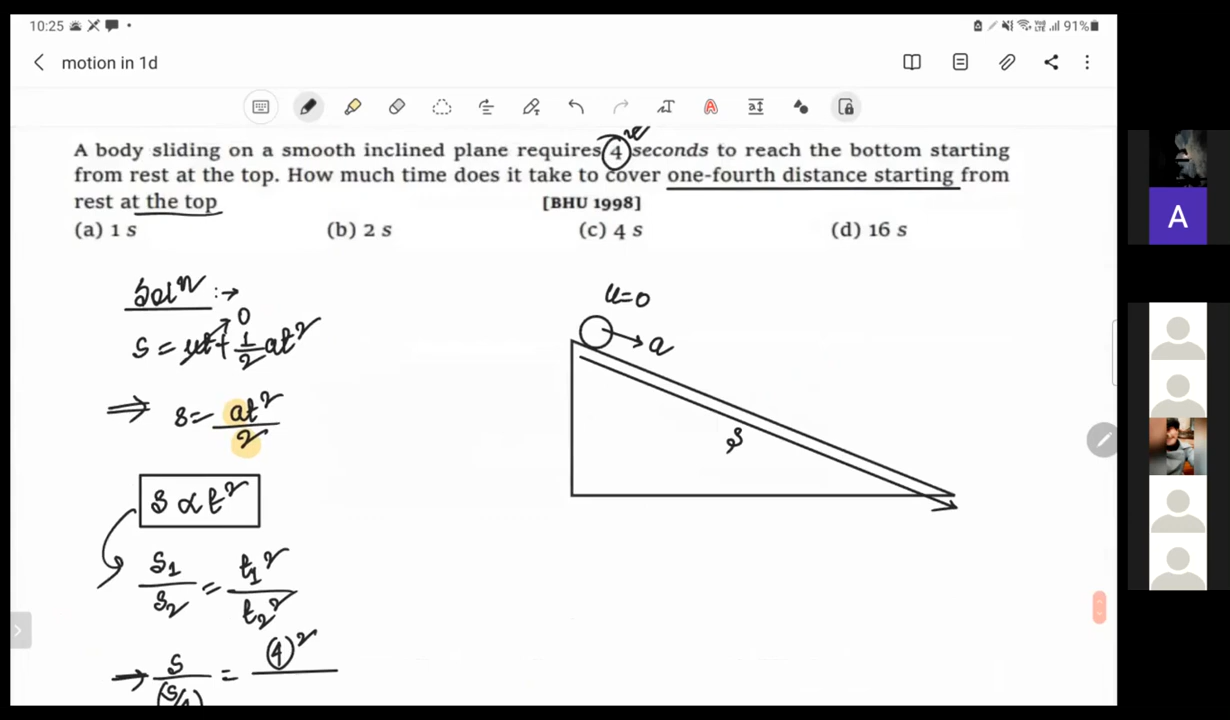 10:25 91%
motion in 1d
A body sliding on a smooth inclined plane requires 4 seconds to reach the bottom starting
from rest at the top. How much time does it take to cover one-fourth distance starting from
rest at the top [BHU 1998]
(a) 1 s (b) 2 s (c) 4 s (d) 16 s
Solⁿ :→
s = ut + 1/2 at² 0
⇒ s = at²/2
s ∝ t²
s₁/s₂ = t₁²/t₂²
→ s/(s/4) = (4)²
u=0
a
s
A